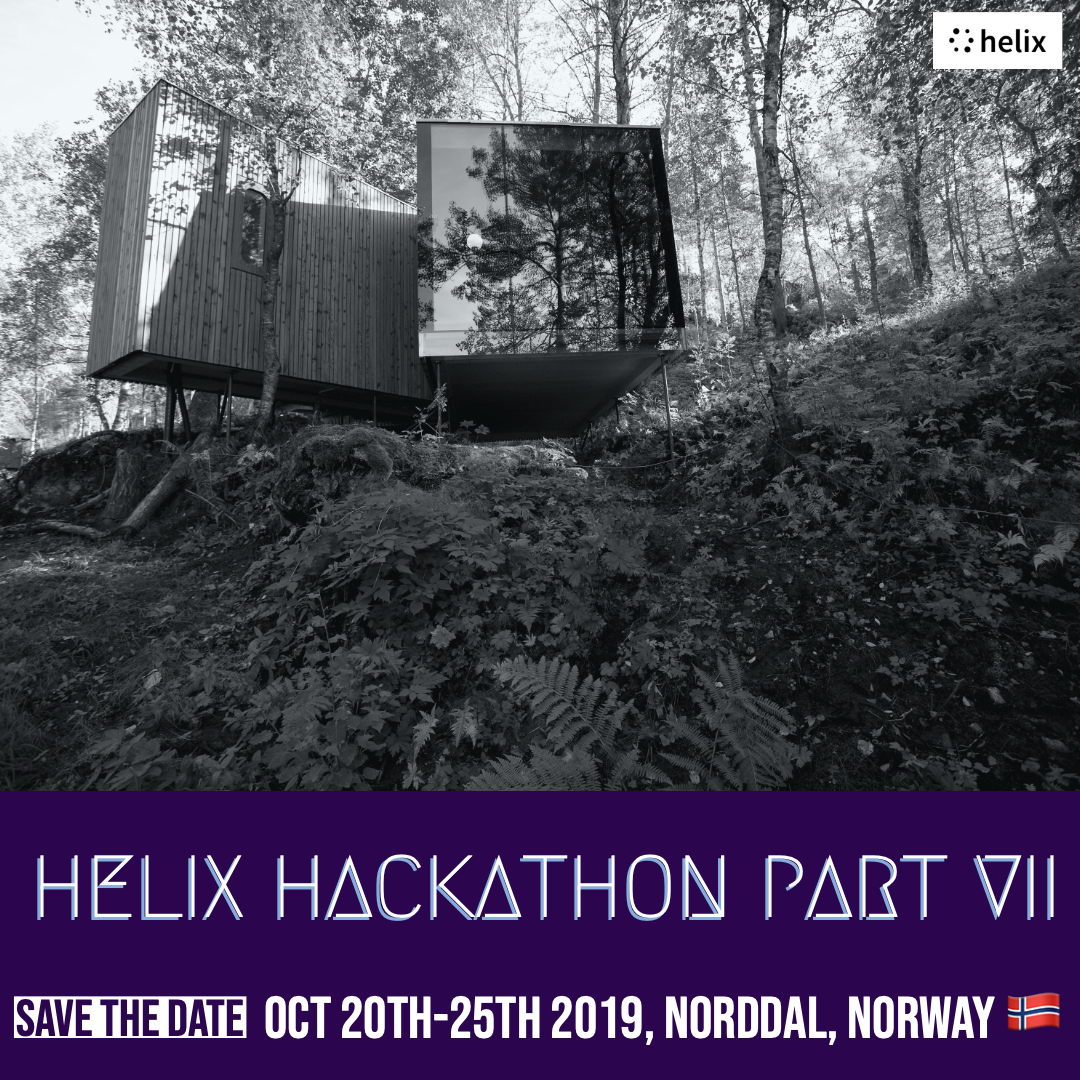 helix
HELIX HACKATHON PART VII
SAVE THE DATE OCT 20TH-25TH 2019, NORDDAL, NORWAY 🇳🇴